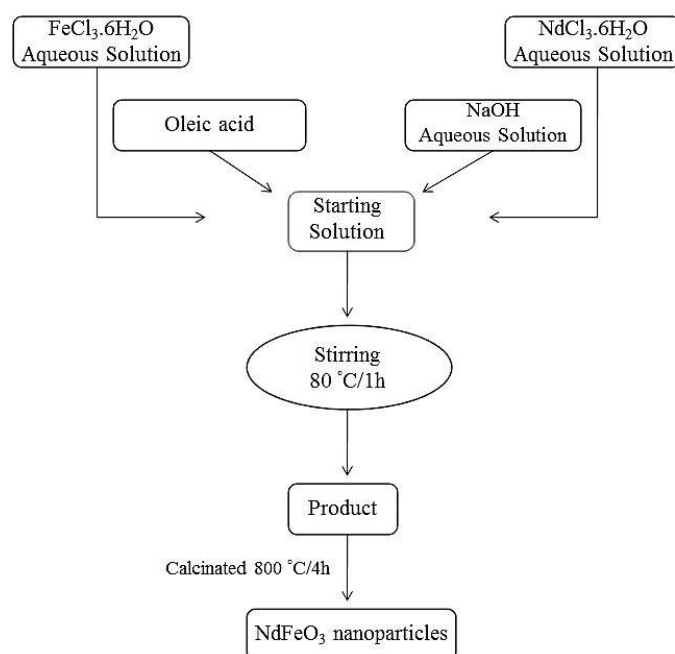 FeCl₃.6H₂O
Aqueous Solution
NdCl₃.6H₂O
Aqueous Solution
Oleic acid
NaOH
Aqueous Solution
Starting
Solution
Stirring
80 °C/1h
Product
Calcinated 800 °C/4h
NdFeO₃ nanoparticles